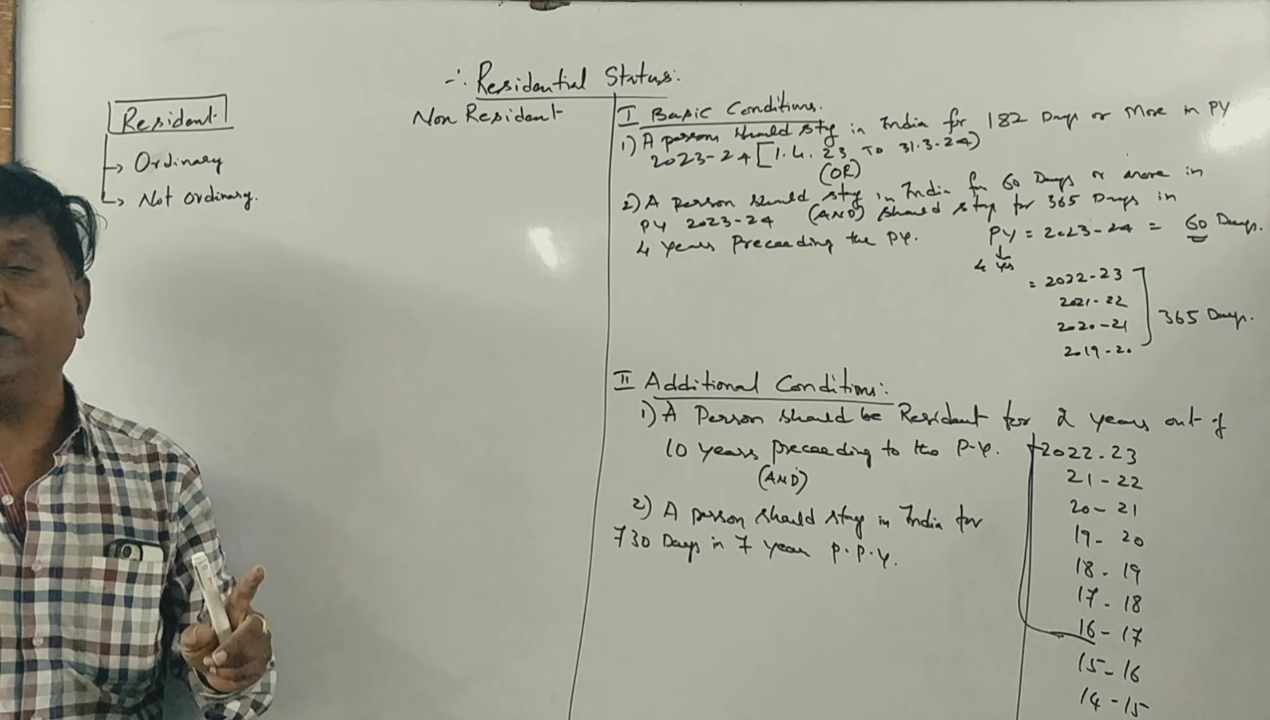 -: Residential Status:
Resident
→ Ordinary
→ Not ordinary.
Non Resident
I Basic Conditions.
1) A person should stay in India for 182 Days or More in PY
2023-24 [1.4.23 TO 31.3.24)
(OR)
2) A person should stay in India for 60 Days or more in
PY 2023-24 (AND) should stay for 365 Days in
4 years Preceeding the PY.
PY = 2023-24 = 60 Days.
4 yrs
= 2022-23
2021-22
2020-21
2019-20
365 Days.
II Additional Conditions:
1) A Person should be Resident for 2 years out of
10 years preceeding to the P.Y.
(AND)
2) A person should stay in India for
730 Days in 7 year P.P.Y.
2022-23
21-22
20-21
19-20
18-19
17-18
16-17
15-16
14-15